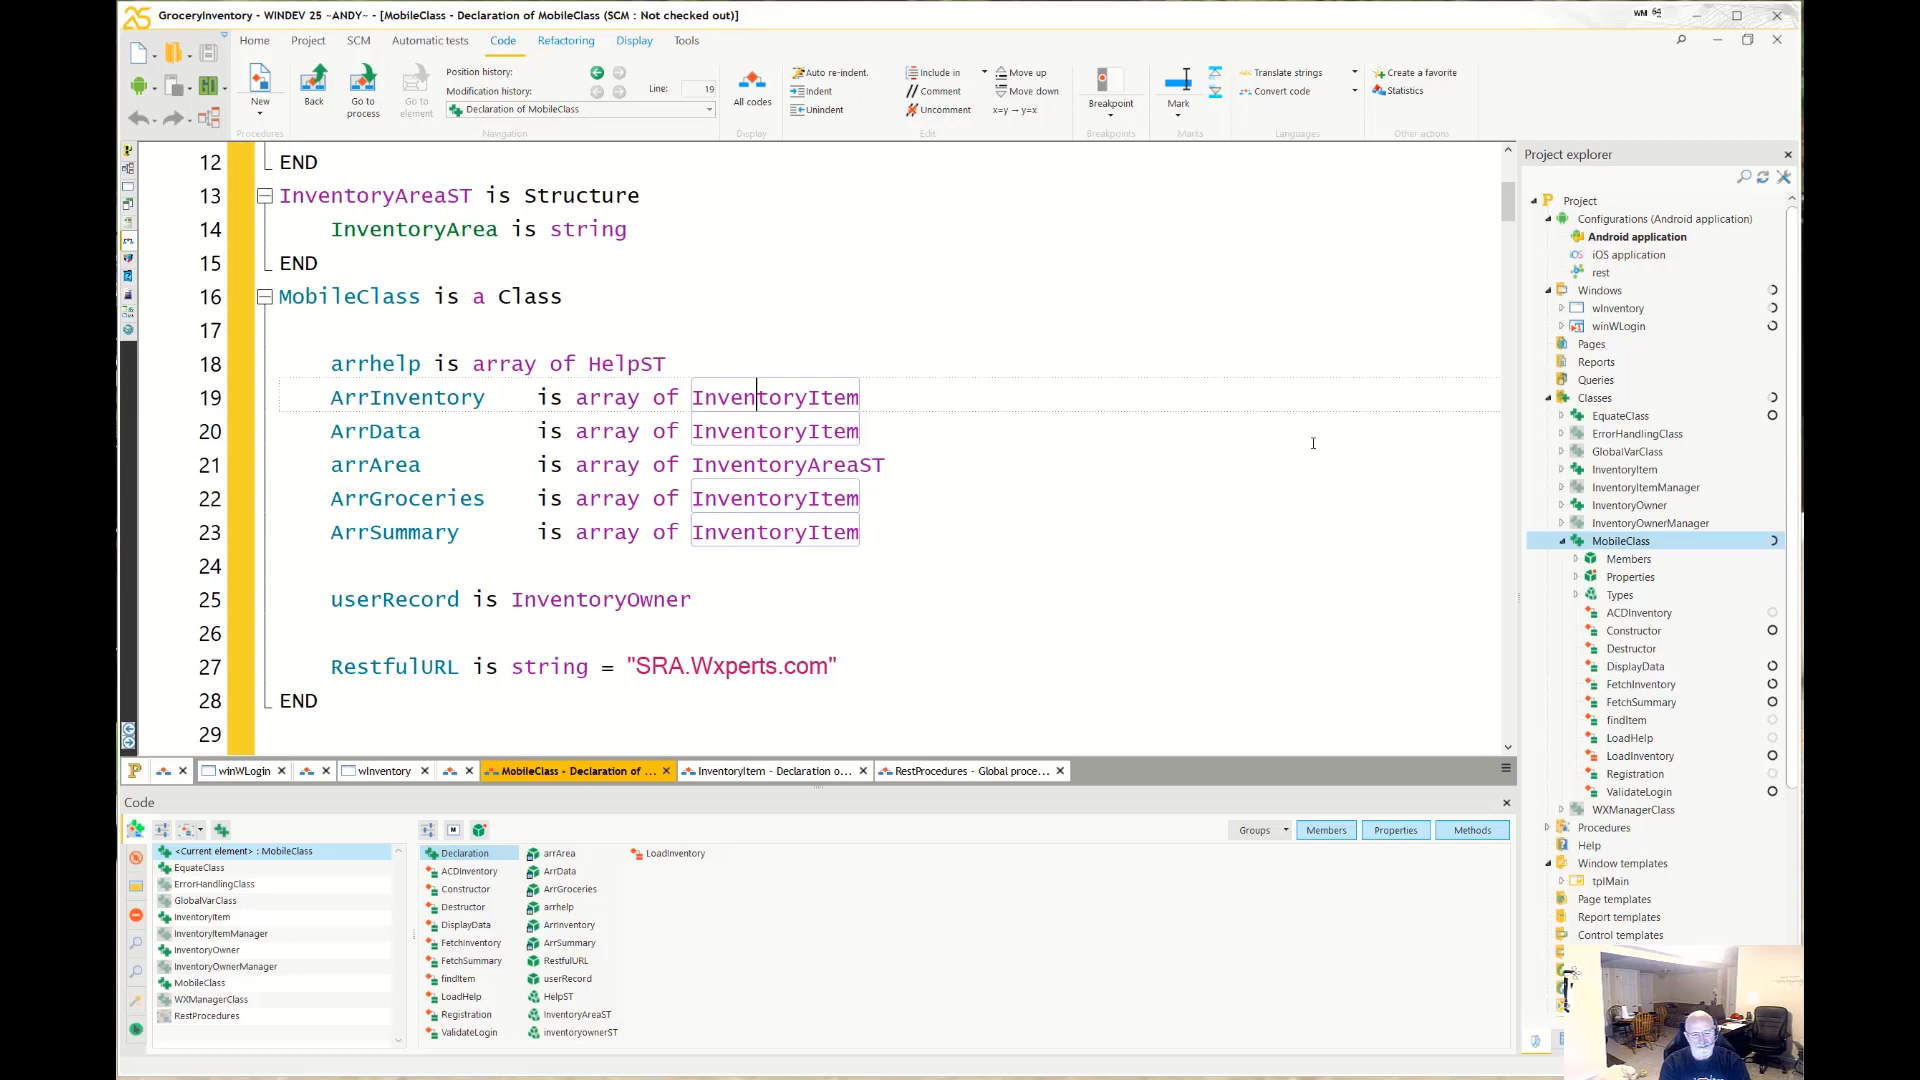 GroceryInventory - WINDEV 25 ~ANDY~ - [MobileClass - Declaration of MobileClass (SCM : Not checked out)]
WM 64
Home Project SCM Automatic tests Code Refactoring Display Tools
New
Back
Go to process
Go to element
Position history:
Modification history:
Declaration of MobileClass
Line: 19
All codes
Auto re-indent.
Indent
Unindent
Include in
Comment
Uncomment
Move up
Move down
x=y → y=x
Breakpoint
Mark
Translate strings
Convert code
Create a favorite
Statistics
Procedures Navigation Display Edit Breakpoints Marks Languages Other actions
12 END
13 InventoryAreaST is Structure
14 InventoryArea is string
15 END
16 MobileClass is a Class
17
18 arrhelp is array of HelpST
19 ArrInventory is array of InventoryItem
20 ArrData is array of InventoryItem
21 arrArea is array of InventoryAreaST
22 ArrGroceries is array of InventoryItem
23 ArrSummary is array of InventoryItem
24
25 userRecord is InventoryOwner
26
27 RestfulURL is string = "SRA.Wxperts.com"
28 END
29
winWLogin wInventory MobileClass - Declaration of ... InventoryItem - Declaration o... RestProcedures - Global proce...
Code
Groups Members Properties Methods
<Current element> : MobileClass
EquateClass
ErrorHandlingClass
GlobalVarClass
InventoryItem
InventoryItemManager
InventoryOwner
InventoryOwnerManager
MobileClass
WXManagerClass
RestProcedures
Declaration
ACDInventory
Constructor
Destructor
DisplayData
FetchInventory
FetchSummary
findItem
LoadHelp
Registration
ValidateLogin
arrArea
ArrData
ArrGroceries
arrhelp
ArrInventory
ArrSummary
RestfulURL
userRecord
HelpST
InventoryAreaST
inventoryownerST
LoadInventory
Project explorer
Project
Configurations (Android application)
Android application
iOS application
rest
Windows
wInventory
winWLogin
Pages
Reports
Queries
Classes
EquateClass
ErrorHandlingClass
GlobalVarClass
InventoryItem
InventoryItemManager
InventoryOwner
InventoryOwnerManager
MobileClass
Members
Properties
Types
ACDInventory
Constructor
Destructor
DisplayData
FetchInventory
FetchSummary
findItem
LoadHelp
LoadInventory
Registration
ValidateLogin
WXManagerClass
Procedures
Help
Window templates
tplMain
Page templates
Report templates
Control templates